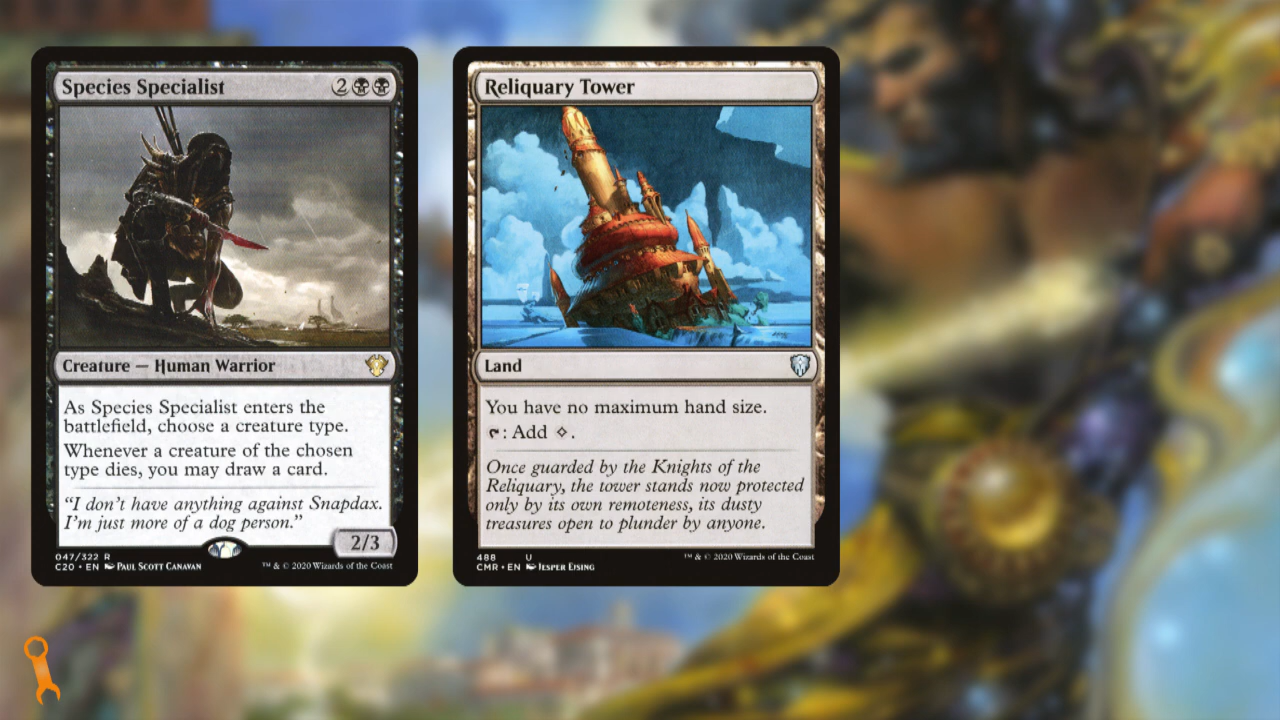 Species Specialist 2
As Species Specialist enters the
battlefield, choose a creature type.
Whenever a creature of the chosen
type dies, you may draw a card.
“I don’t have anything against Snapdax.
I’m just more of a dog person.”
Creature — Human Warrior
2/3
047/322 R
C20 • EN Paul Scott Canavan
™ & © 2020 Wizards of the Coast
Reliquary Tower
Land
You have no maximum hand size.
: Add .
Once guarded by the Knights of the
Reliquary, the tower stands now protected
only by its own remoteness, its dusty
treasures open to plunder by anyone.
488 U
CMR • EN Jesper Ejsing
™ & © 2020 Wizards of the Coast